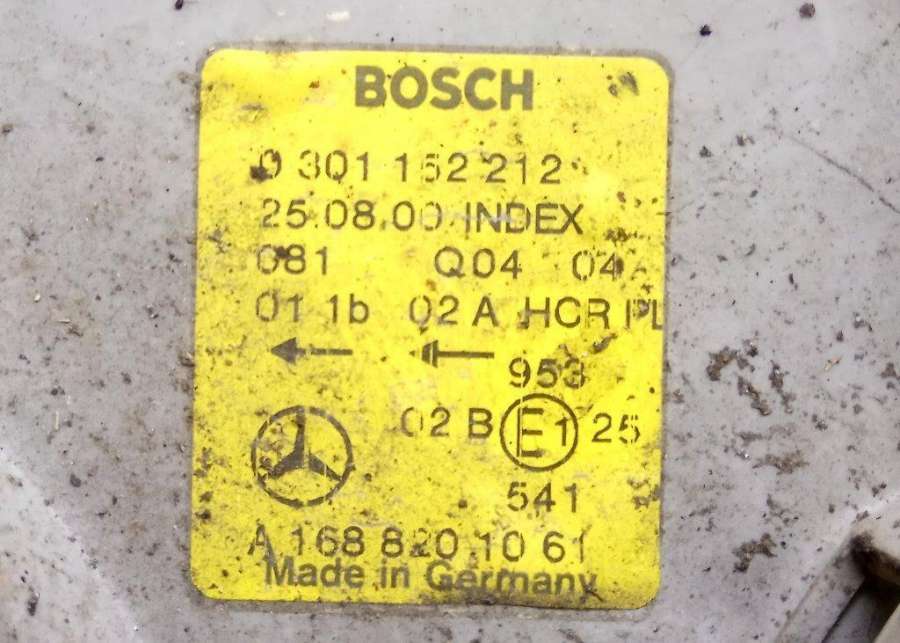 BOSCH
0 301 152 212
25.08.00 INDEX
081 Q04 04
01 1b 02 A HCR PL
953
02 B E1 25
541
A 168 820 10 61
Made in Germany